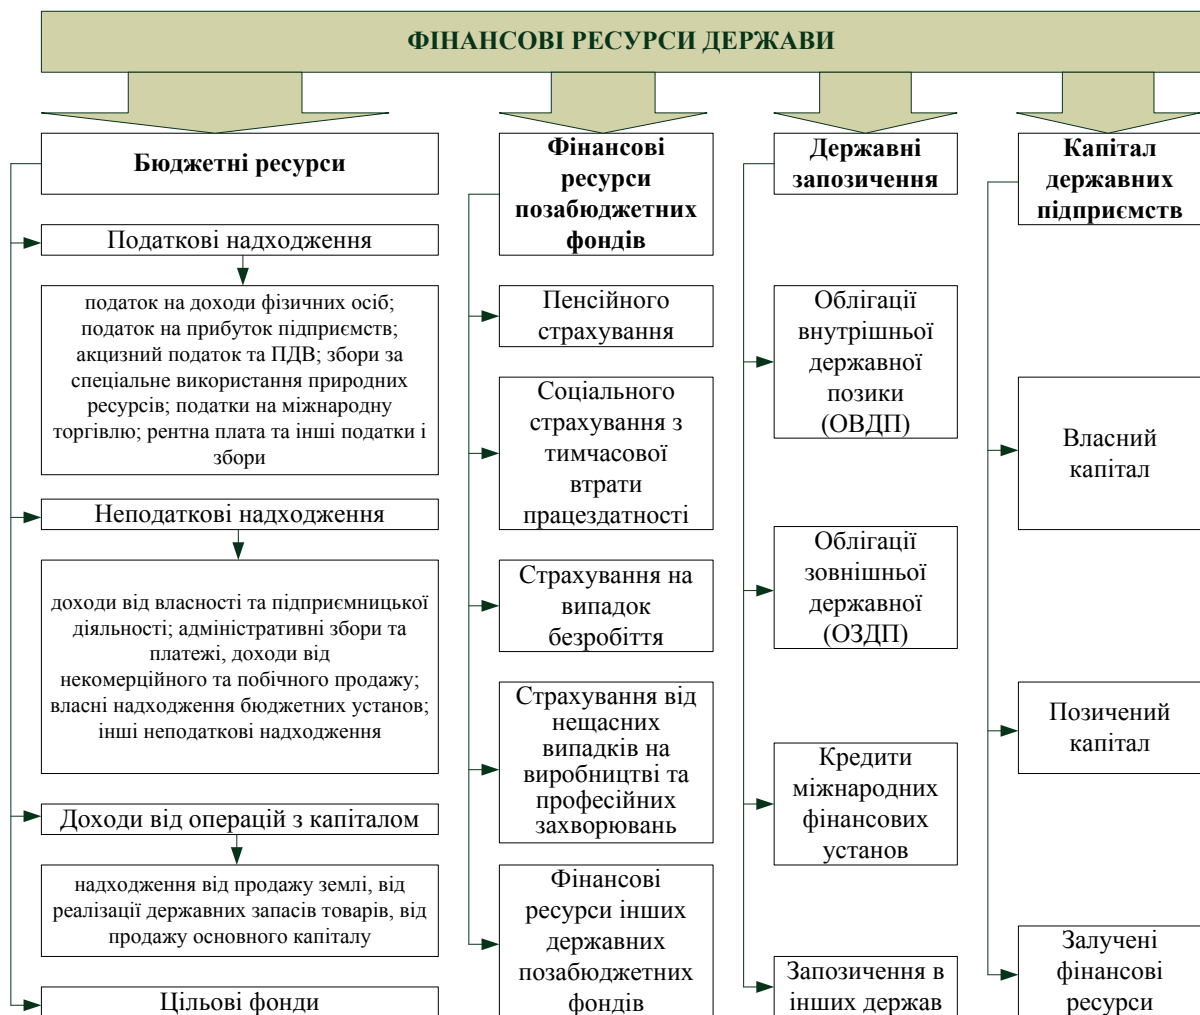 ФІНАНСОВІ РЕСУРСИ ДЕРЖАВИ
Бюджетні ресурси
Податкові надходження
податок на доходи фізичних осіб;
податок на прибуток підприємств;
акцизний податок та ПДВ; збори за
спеціальне використання природних
ресурсів; податки на міжнародну
торгівлю; рентна плата та інші податки і
збори
Неподаткові надходження
доходи від власності та підприємницької
діяльності; адміністративні збори та
платежі, доходи від
некомерційного та побічного продажу;
власні надходження бюджетних установ;
інші неподаткові надходження
Доходи від операцій з капіталом
надходження від продажу землі, від
реалізації державних запасів товарів, від
продажу основного капіталу
Цільові фонди
Фінансові
ресурси
позабюджетних
фондів
Пенсійного
страхування
Соціального
страхування з
тимчасової
втрати
працездатності
Страхування на
випадок
безробіття
Страхування від
нещасних
випадків на
виробництві та
професійних
захворювань
Фінансові
ресурси інших
державних
позабюджетних
фондів
Державні
запозичення
Облігації
внутрішньої
державної
позики
(ОВДП)
Облігації
зовнішньої
державної
(ОЗДП)
Кредити
міжнародних
фінансових
установ
Запозичення в
інших держав
Капітал
державних
підприємств
Власний
капітал
Позичений
капітал
Залучені
фінансові
ресурси